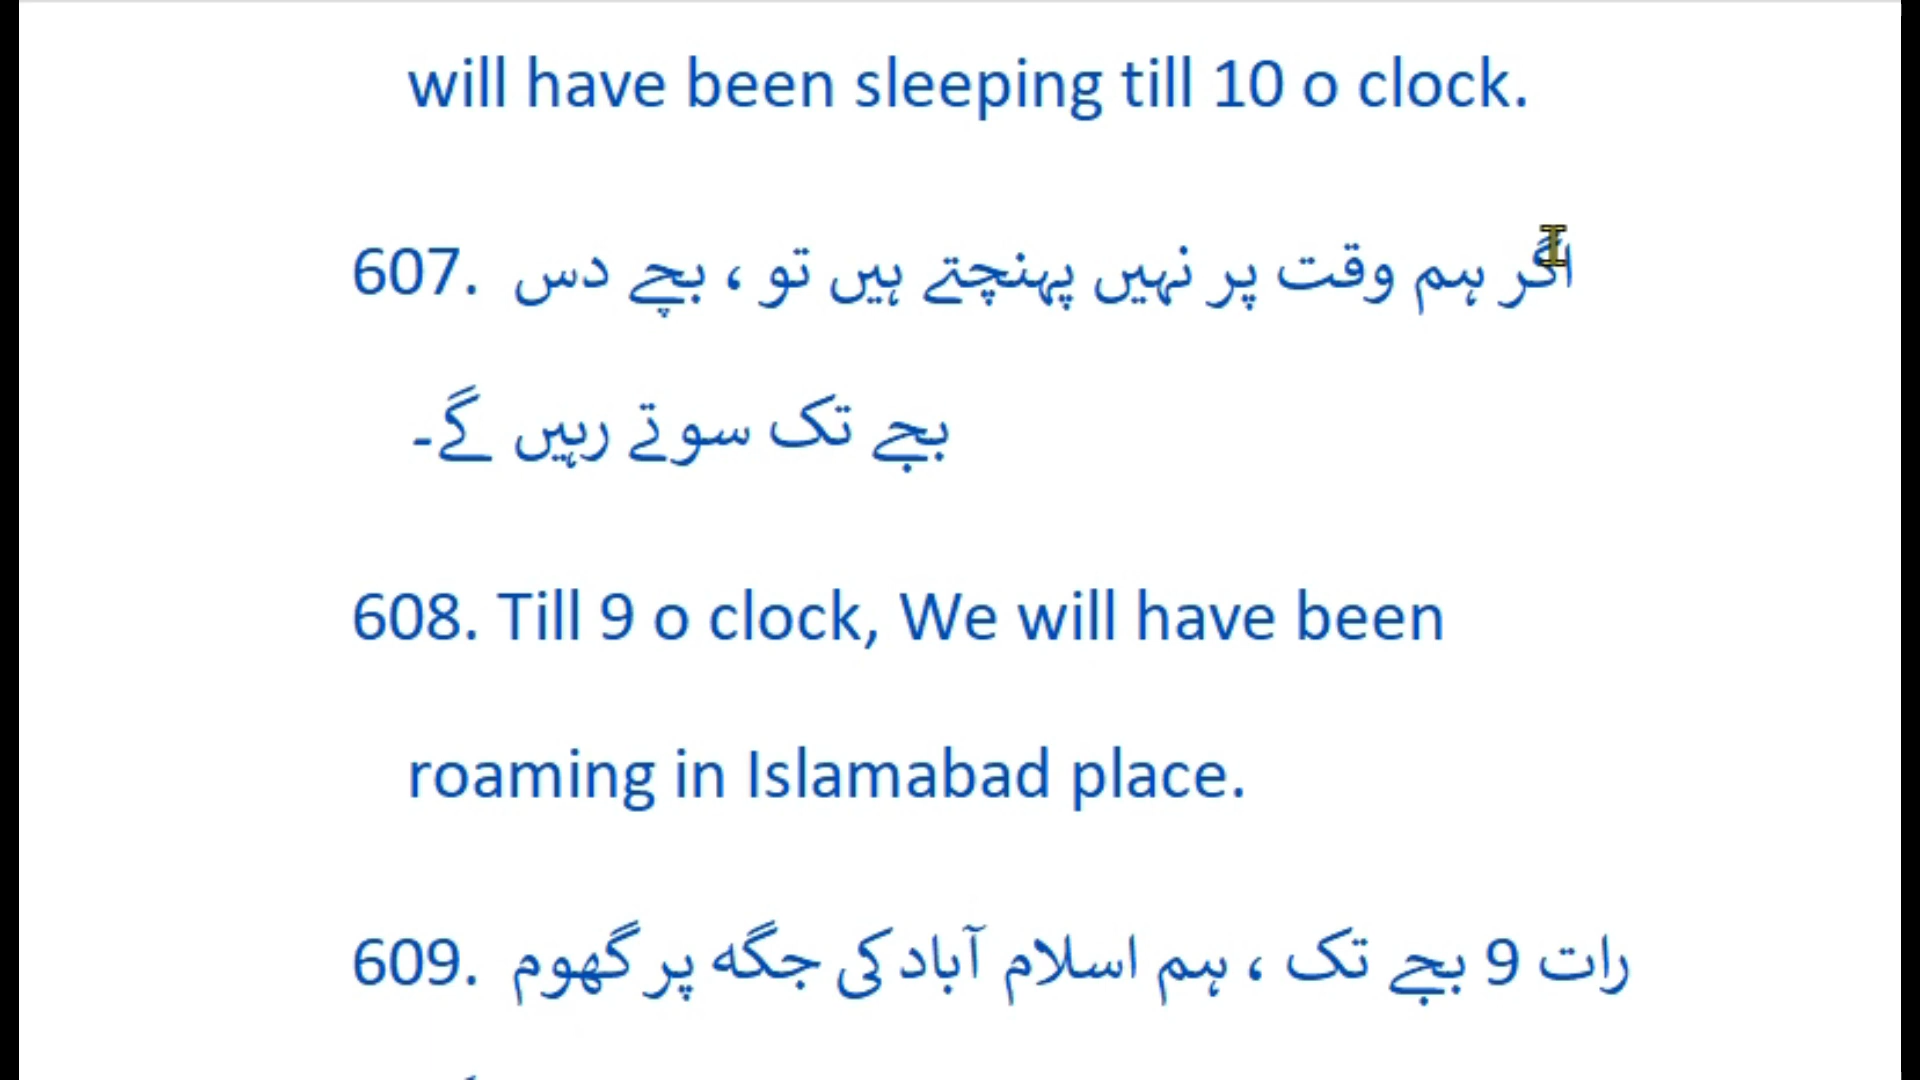 will have been sleeping till 10 o clock.
607. اگر ہم وقت پر نہیں پہنچتے ہیں تو ، بچے دس
بجے تک سوتے رہیں گے۔
608. Till 9 o clock, We will have been
roaming in Islamabad place.
609. رات 9 بجے تک ، ہم اسلام آباد کی جگہ پر گھوم